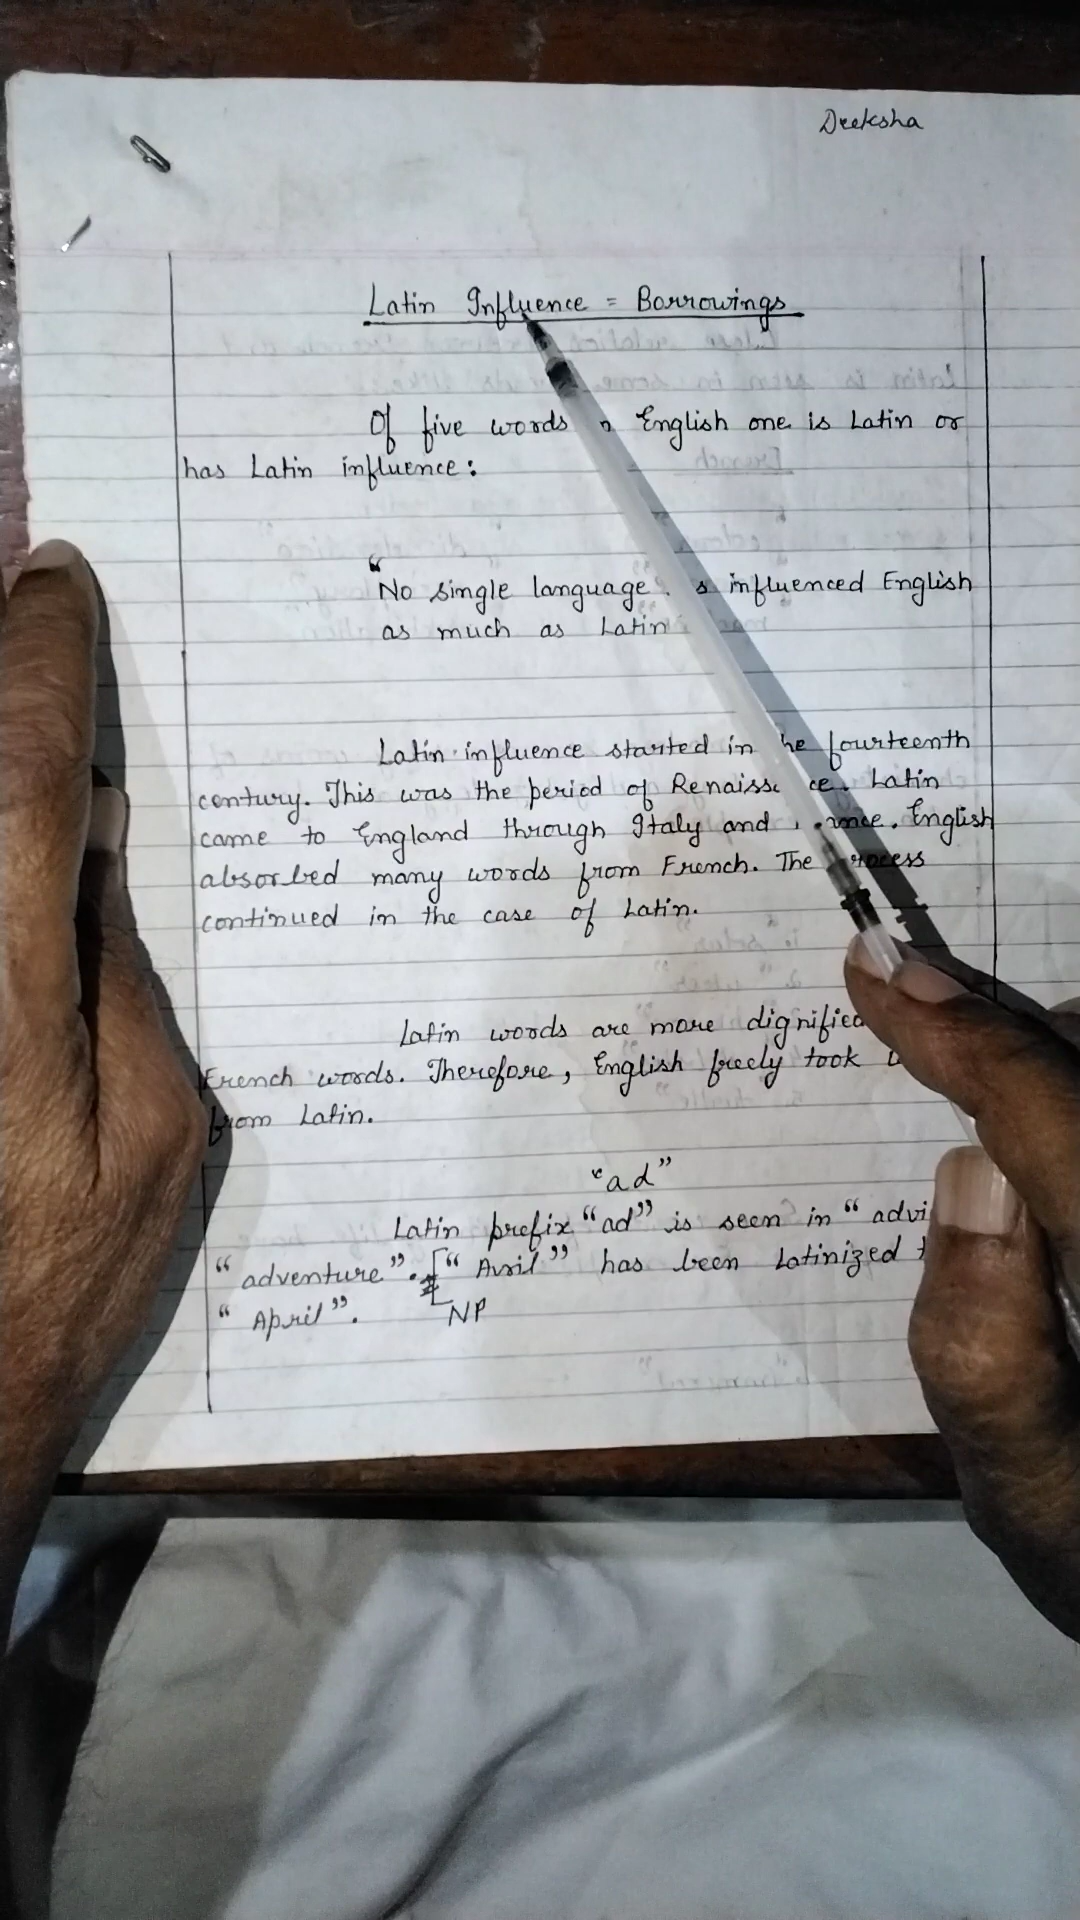 Deeksha
Latin Influence = Borrowings
Of five words English one is Latin or
has Latin influence:
"No single language influenced English
as much as Latin
Latin influence started in fourteenth
century. This was the period of Latin
came to England through Italy and English
absorbed many words from French. The
continued in the case of Latin.
Latin words are more
French words. Therefore, English freely took
from Latin.
"ad"
Latin prefix "ad" is seen in "
"adventure". ["Avril" has been Latinized
"April". NP